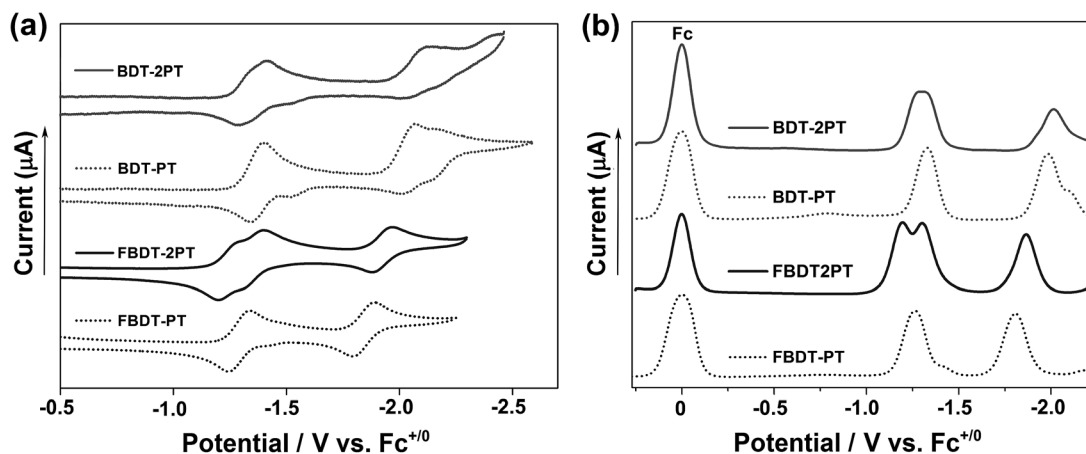 (a)
BDT-2PT
BDT-PT
FBDT-2PT
FBDT-PT
Current (μA)
-0.5 -1.0 -1.5 -2.0 -2.5
Potential / V vs. Fc+/0
(b)
Fc
BDT-2PT
BDT-PT
FBDT2PT
FBDT-PT
Current (μA)
0 -0.5 -1.0 -1.5 -2.0
Potential / V vs. Fc+/0